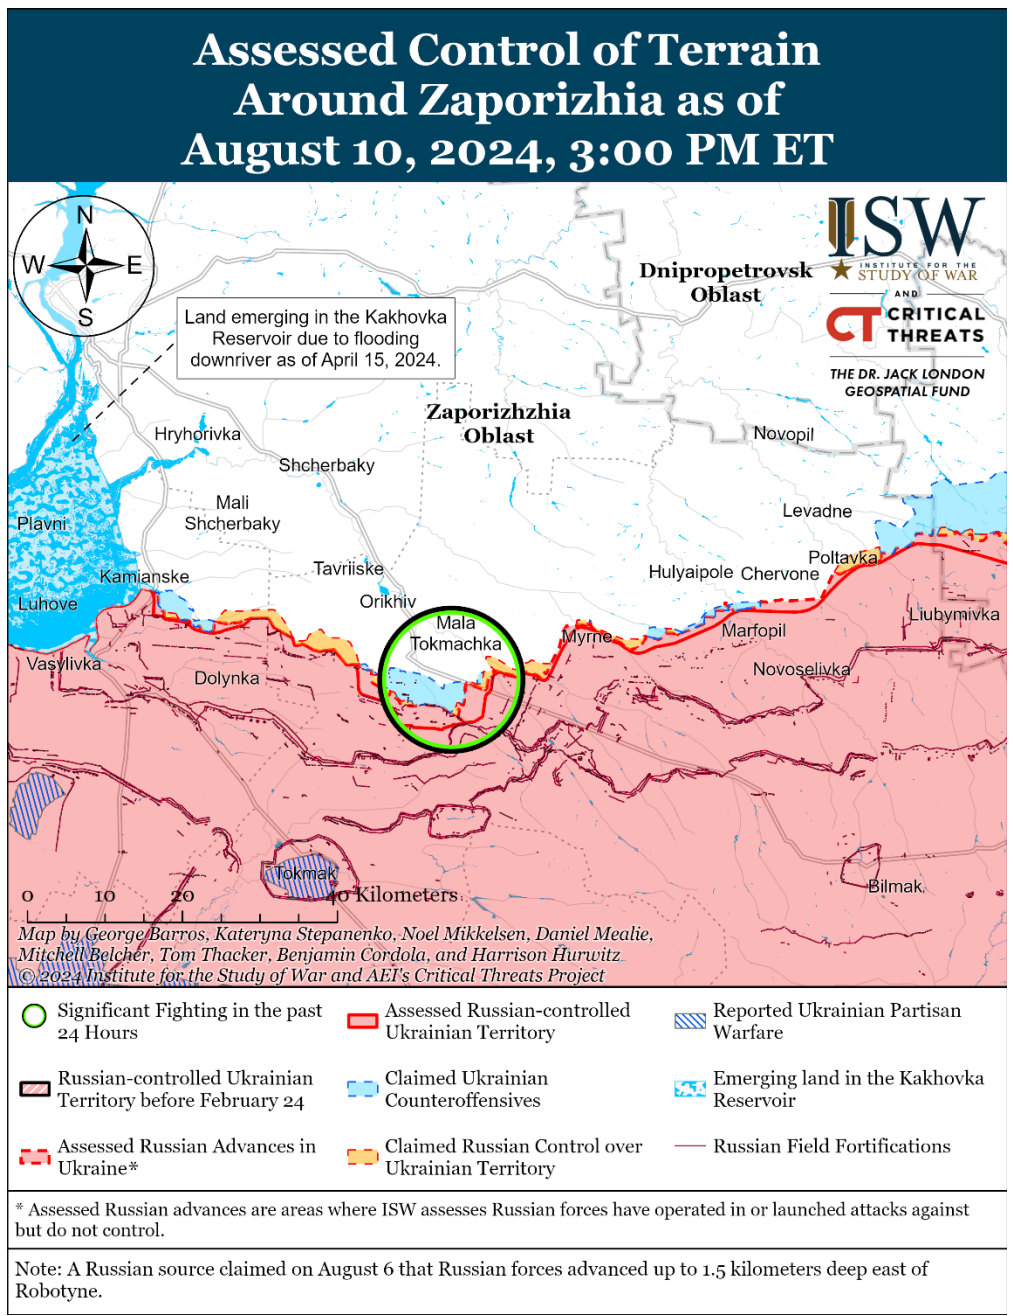 Assessed Control of Terrain
Around Zaporizhia as of
August 10, 2024, 3:00 PM ET
N
W
E
S
ISW
INSTITUTE FOR THE
STUDY OF WAR
AND
CT CRITICAL
THREATS
THE DR. JACK LONDON
GEOSPATIAL FUND
Dnipropetrovsk
Oblast
Land emerging in the Kakhovka
Reservoir due to flooding
downriver as of April 15, 2024.
Zaporizhzhia
Oblast
Hryhorivka
Novopil
Shcherbaky
Mali
Shcherbaky
Plavni
Levadne
Poltavka
Tavriiske
Kamianske
Hulyaipole
Chervone
Orikhiv
Luhove
Liubymivka
Mala
Tokmachka
Myrne
Marfopil
Vasylivka
Dolynka
Novoselivka
Tokmak
Bilmak
0 10 20 40 Kilometers
Map by George Barros, Kateryna Stepanenko, Noel Mikkelsen, Daniel Mealie,
Mitchell Belcher, Tom Thacker, Benjamin Cordola, and Harrison Hurwitz
© 2024 Institute for the Study of War and AEI's Critical Threats Project
Significant Fighting in the past
24 Hours
Russian-controlled Ukrainian
Territory before February 24
Assessed Russian Advances in
Ukraine*
Assessed Russian-controlled
Ukrainian Territory
Claimed Ukrainian
Counteroffensives
Claimed Russian Control over
Ukrainian Territory
Reported Ukrainian Partisan
Warfare
Emerging land in the Kakhovka
Reservoir
Russian Field Fortifications
* Assessed Russian advances are areas where ISW assesses Russian forces have operated in or launched attacks against
but do not control.
Note: A Russian source claimed on August 6 that Russian forces advanced up to 1.5 kilometers deep east of
Robotyne.